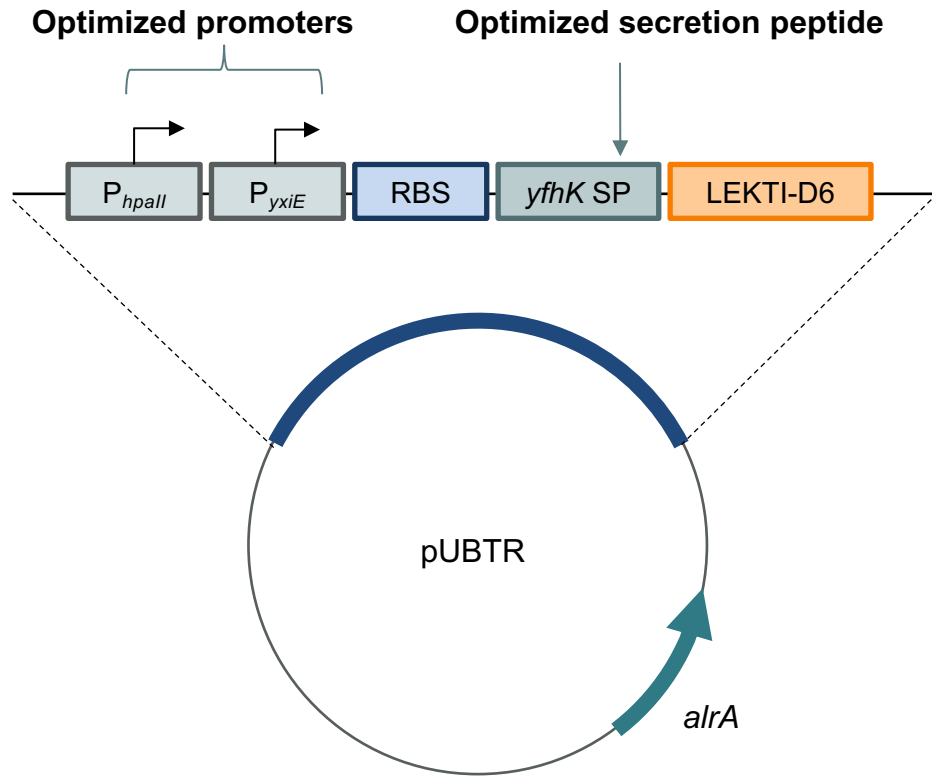 Optimized promoters
Optimized secretion peptide
PhpaII
PyxiE
RBS
yfhK SP
LEKTI-D6
pUBTR
alrA